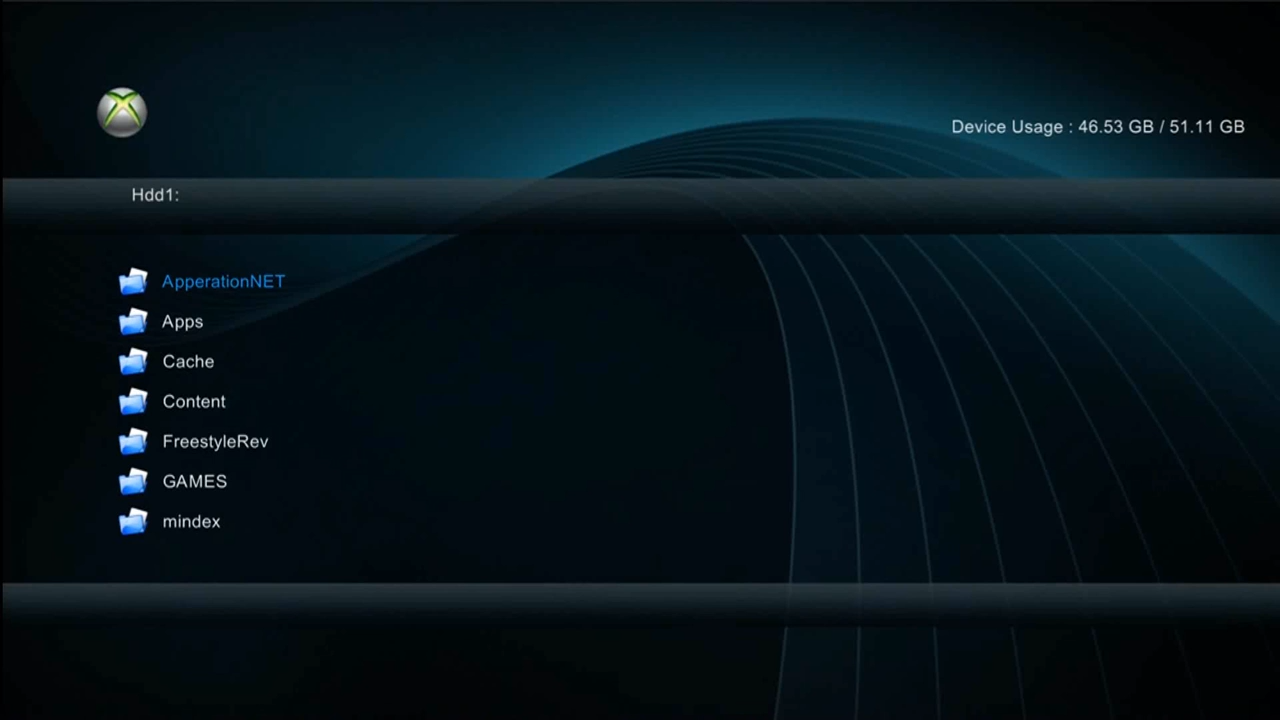 Device Usage : 46.53 GB / 51.11 GB
Hdd1:
ApperationNET
Apps
Cache
Content
FreestyleRev
GAMES
mindex